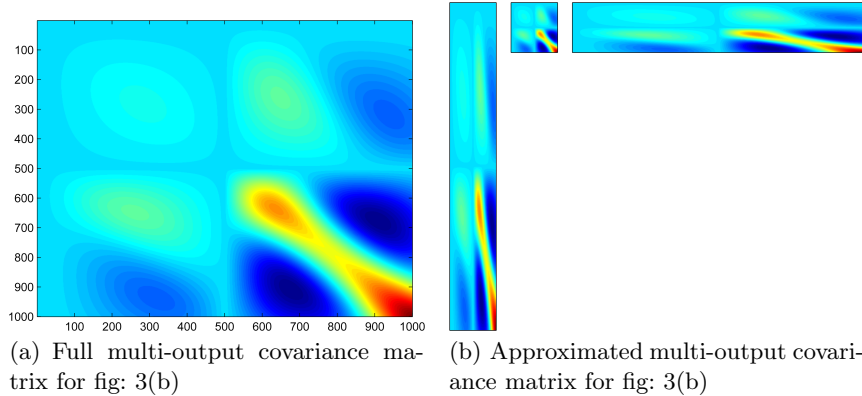 100
200
300
400
500
600
700
800
900
1000
100 200 300 400 500 600 700 800 900 1000
(a) Full multi-output covariance ma-
trix for fig: 3(b)
(b) Approximated multi-output covari-
ance matrix for fig: 3(b)